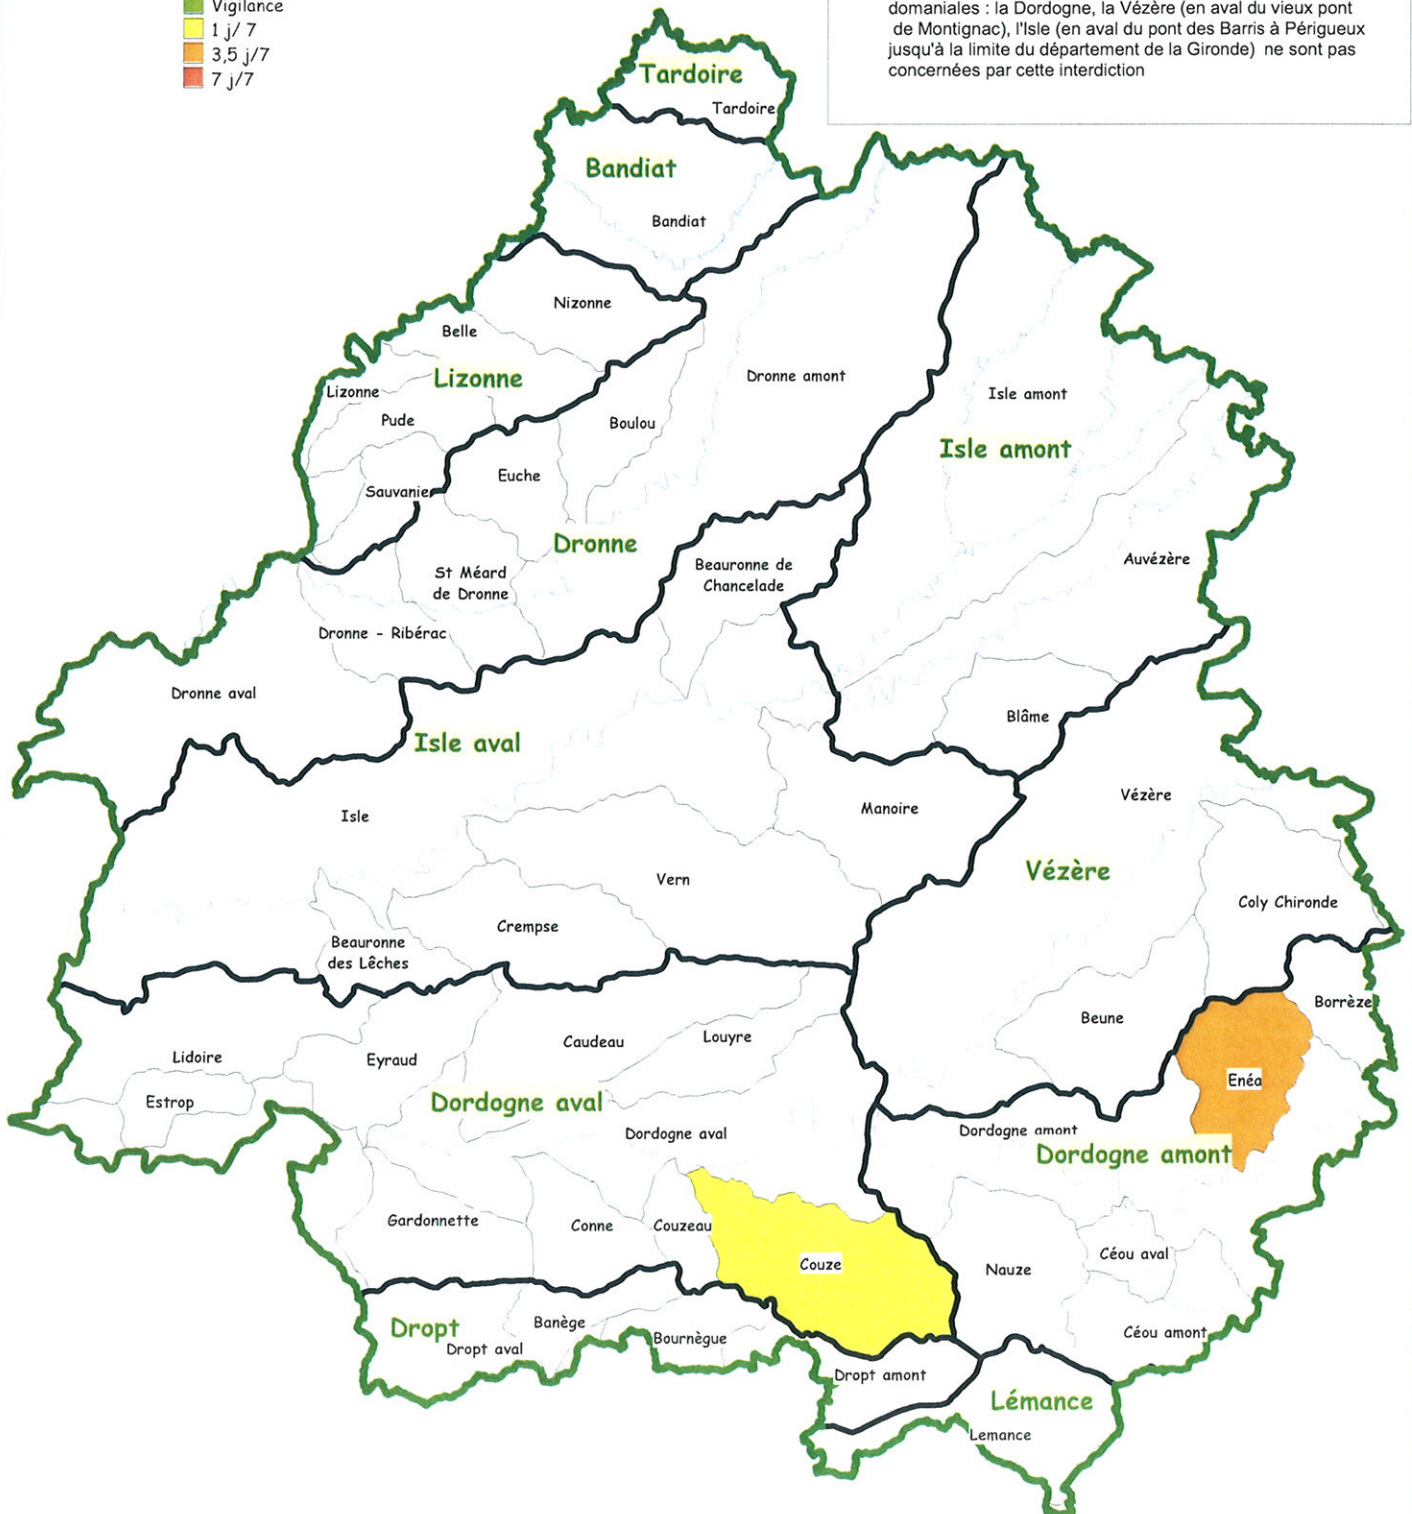 Vigilance
1 j/ 7
3,5 j/7
7 j/7
domaniales : la Dordogne, la Vézère (en aval du vieux pont
de Montignac), l'Isle (en aval du pont des Barris à Périgueux
jusqu'à la limite du département de la Gironde) ne sont pas
concernées par cette interdiction
Tardoire
Tardoire
Bandiat
Bandiat
Nizonne
Belle
Lizonne
Lizonne
Pude
Sauvanie
Dronne amont
Boulou
Euche
Dronne
St Méard
de Dronne
Dronne - Ribérac
Dronne aval
Isle amont
Isle amont
Auvézère
Beauronne de
Chancelade
Blâme
Isle aval
Isle
Manoire
Vern
Crempse
Beauronne
des Lêches
Vézère
Vézère
Coly Chironde
Beune
Borrèze
Enéa
Lidoire
Estrop
Eyraud
Caudeau
Louyre
Dordogne aval
Dordogne aval
Dordogne amont
Dordogne amont
Gardonnette
Conne
Couzeau
Couze
Nauze
Céou aval
Céou amont
Dropt
Dropt aval
Banège
Bournègue
Dropt amont
Lémance
Lemance